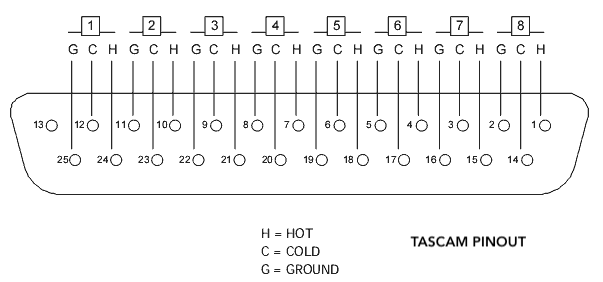 1 2 3 4 5 6 7 8
G C H G C H G C H G C H G C H G C H G C H G C H
13 12 11 10 9 8 7 6 5 4 3 2 1
25 24 23 22 21 20 19 18 17 16 15 14
H = HOT
C = COLD
G = GROUND
TASCAM PINOUT